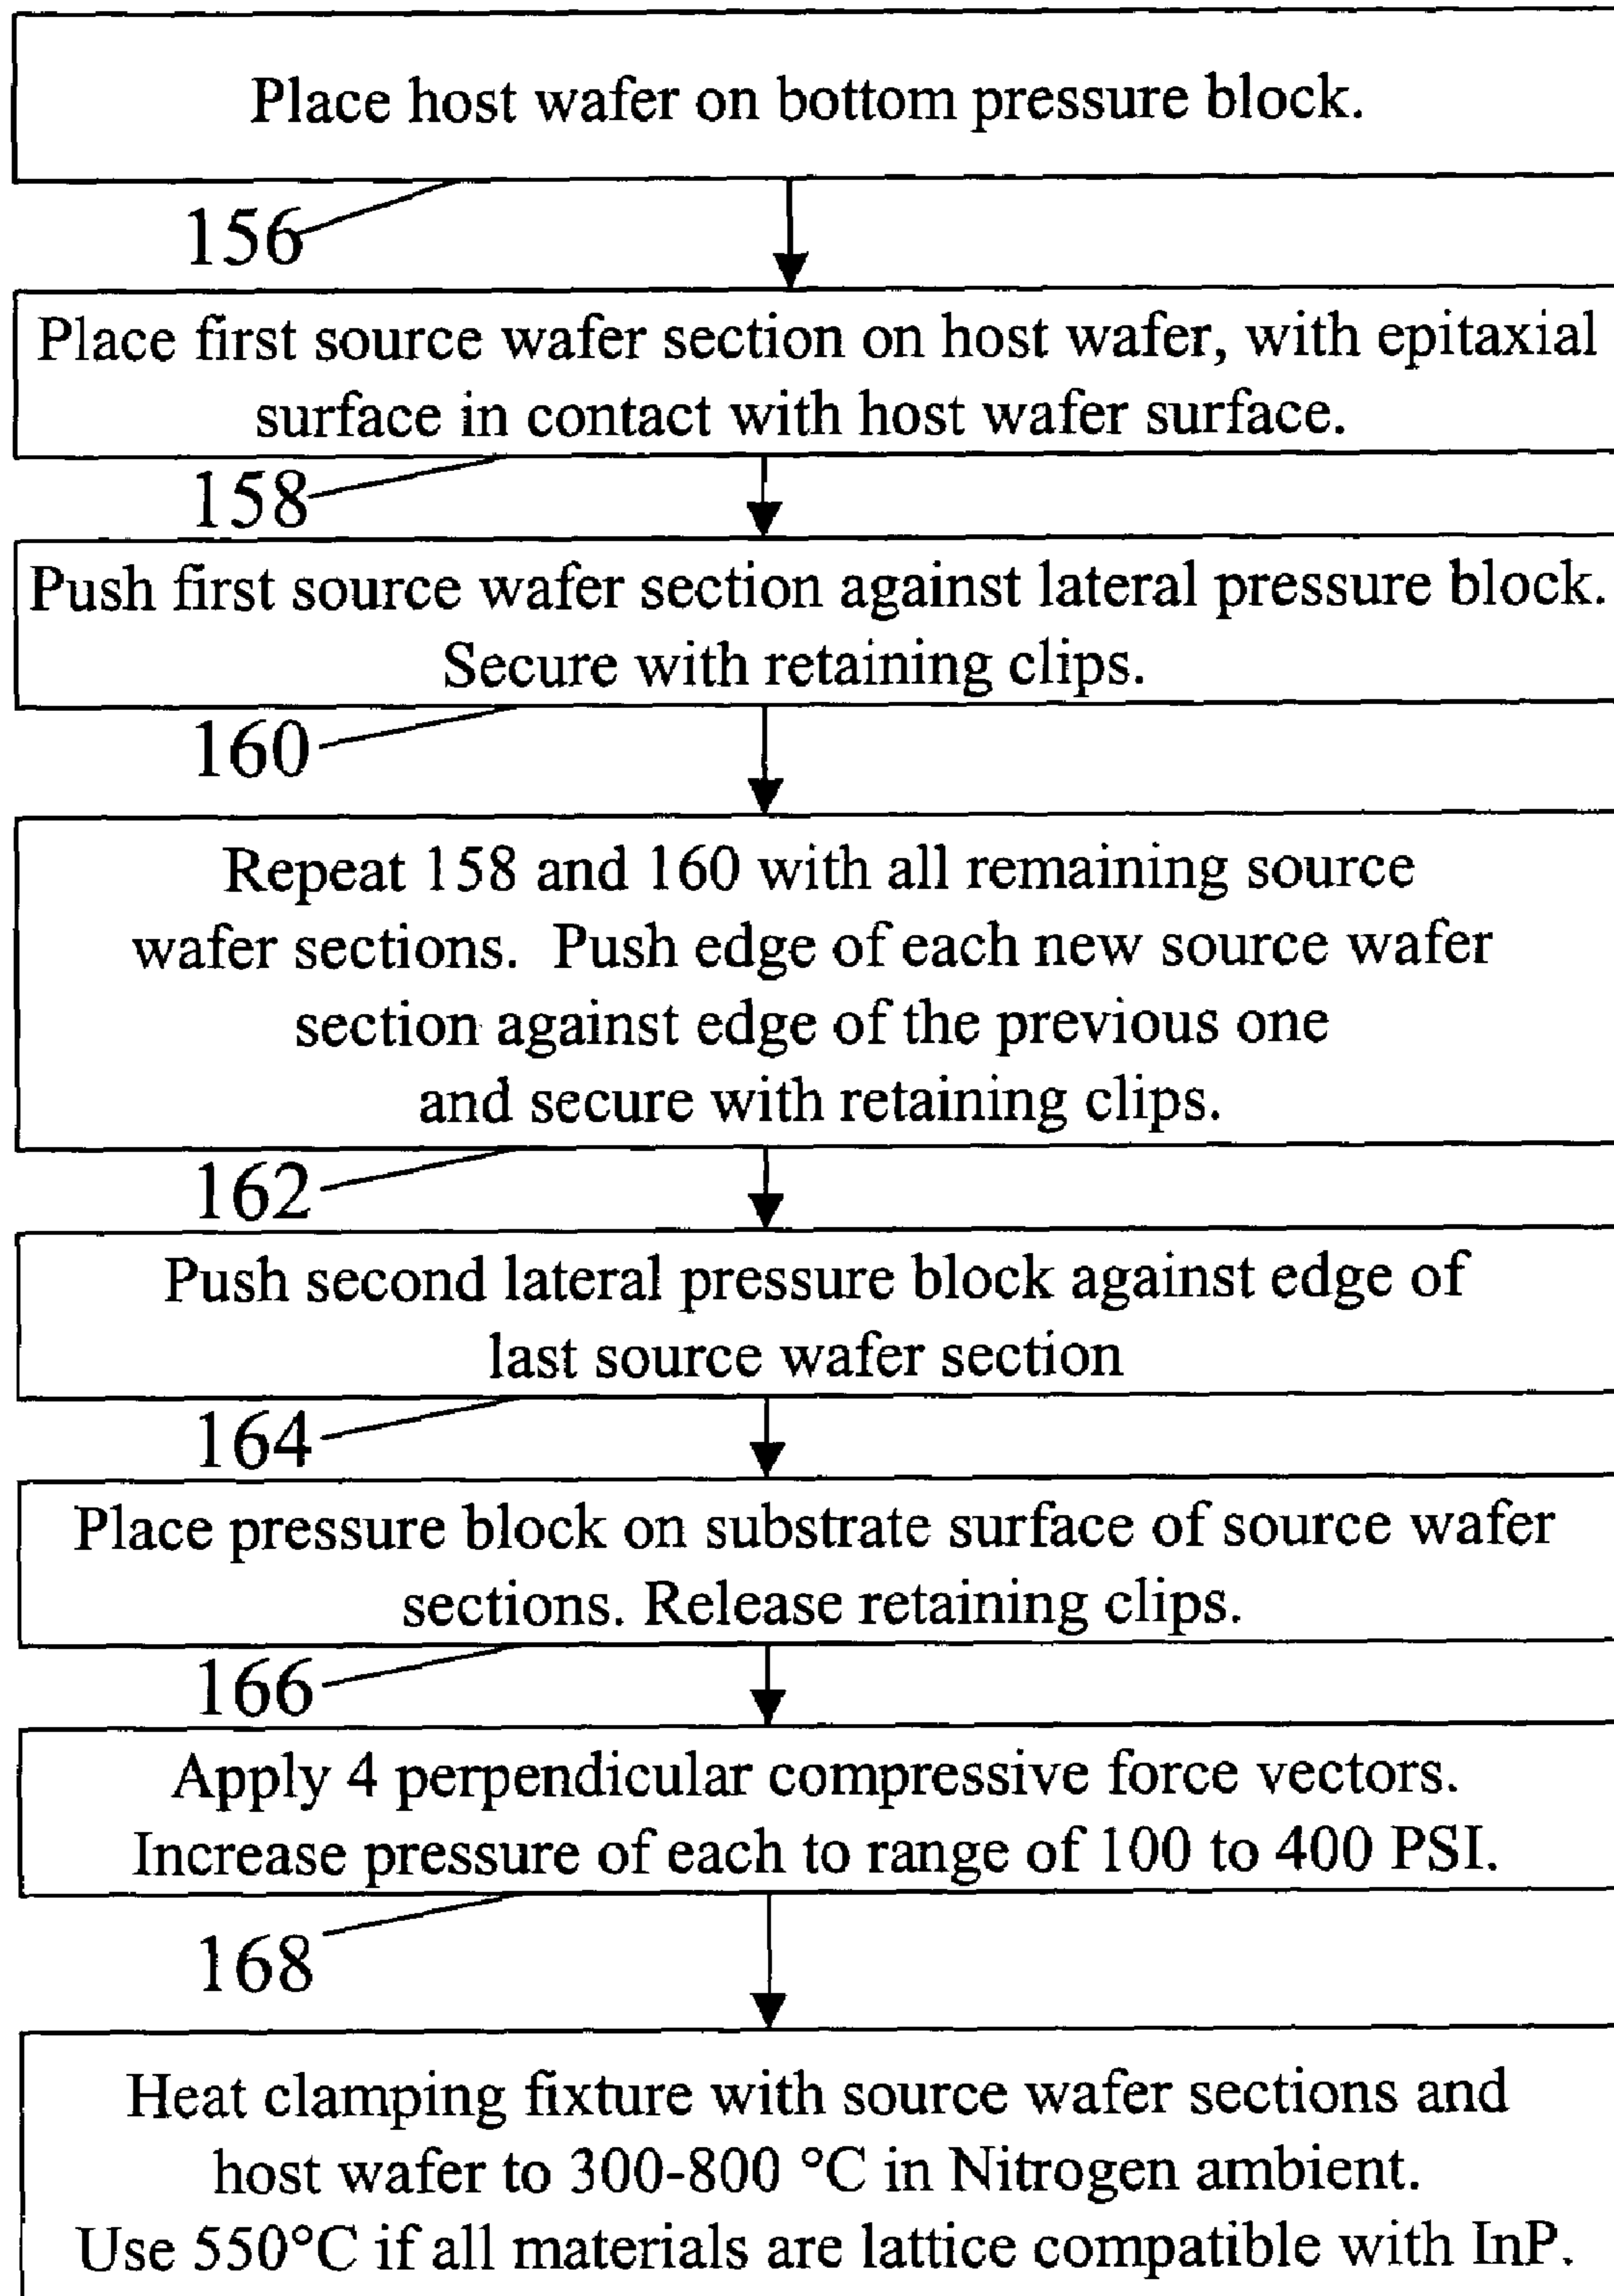 Place host wafer on bottom pressure block.
156
Place first source wafer section on host wafer, with epitaxial
surface in contact with host wafer surface.
158
Push first source wafer section against lateral pressure block.
Secure with retaining clips.
160
Repeat 158 and 160 with all remaining source
wafer sections.  Push edge of each new source wafer
section against edge of the previous one
and secure with retaining clips.
162
Push second lateral pressure block against edge of
last source wafer section
164
Place pressure block on substrate surface of source wafer
sections. Release retaining clips.
166
Apply 4 perpendicular compressive force vectors.
Increase pressure of each to range of 100 to 400 PSI.
168
Heat clamping fixture with source wafer sections and
host wafer to 300-800 °C in Nitrogen ambient.
Use 550°C if all materials are lattice compatible with InP.